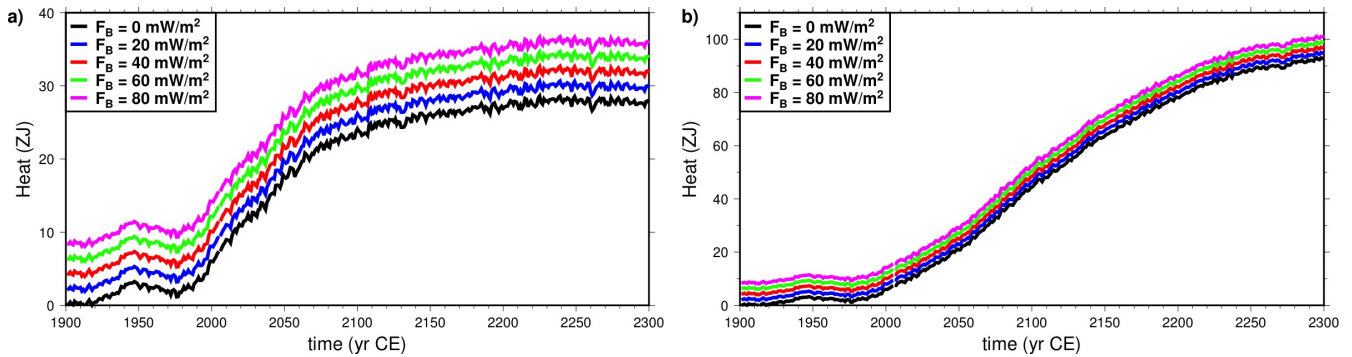 a)
F_B = 0 mW/m²
F_B = 20 mW/m²
F_B = 40 mW/m²
F_B = 60 mW/m²
F_B = 80 mW/m²
Heat (ZJ)
40
30
20
10
0
1900 1950 2000 2050 2100 2150 2200 2250 2300
time (yr CE)
b)
F_B = 0 mW/m²
F_B = 20 mW/m²
F_B = 40 mW/m²
F_B = 60 mW/m²
F_B = 80 mW/m²
Heat (ZJ)
100
80
60
40
20
0
1900 1950 2000 2050 2100 2150 2200 2250 2300
time (yr CE)